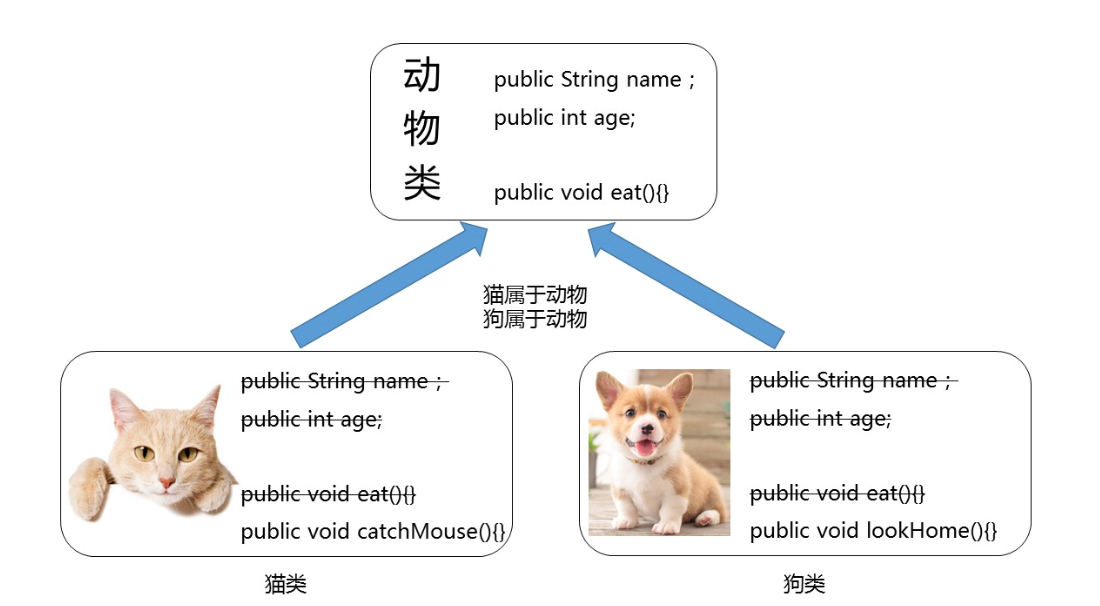 动物类
public String name ;
public int age;
public void eat(){}
猫属于动物
狗属于动物
public String name ;
public int age;
public void eat(){}
public void catchMouse(){}
猫类
public String name ;
public int age;
public void eat(){}
public void lookHome(){}
狗类